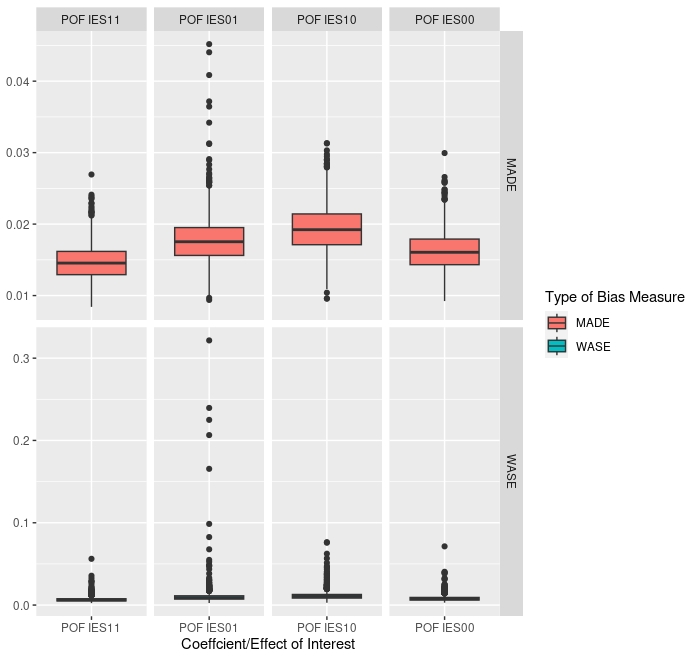 POF IES11 POF IES01 POF IES10 POF IES00
0.04
0.03
0.02
0.01
MADE
0.3
0.2
0.1
0.0
WASE
POF IES11 POF IES01 POF IES10 POF IES00
Coeffcient/Effect of Interest
Type of Bias Measure
MADE
WASE